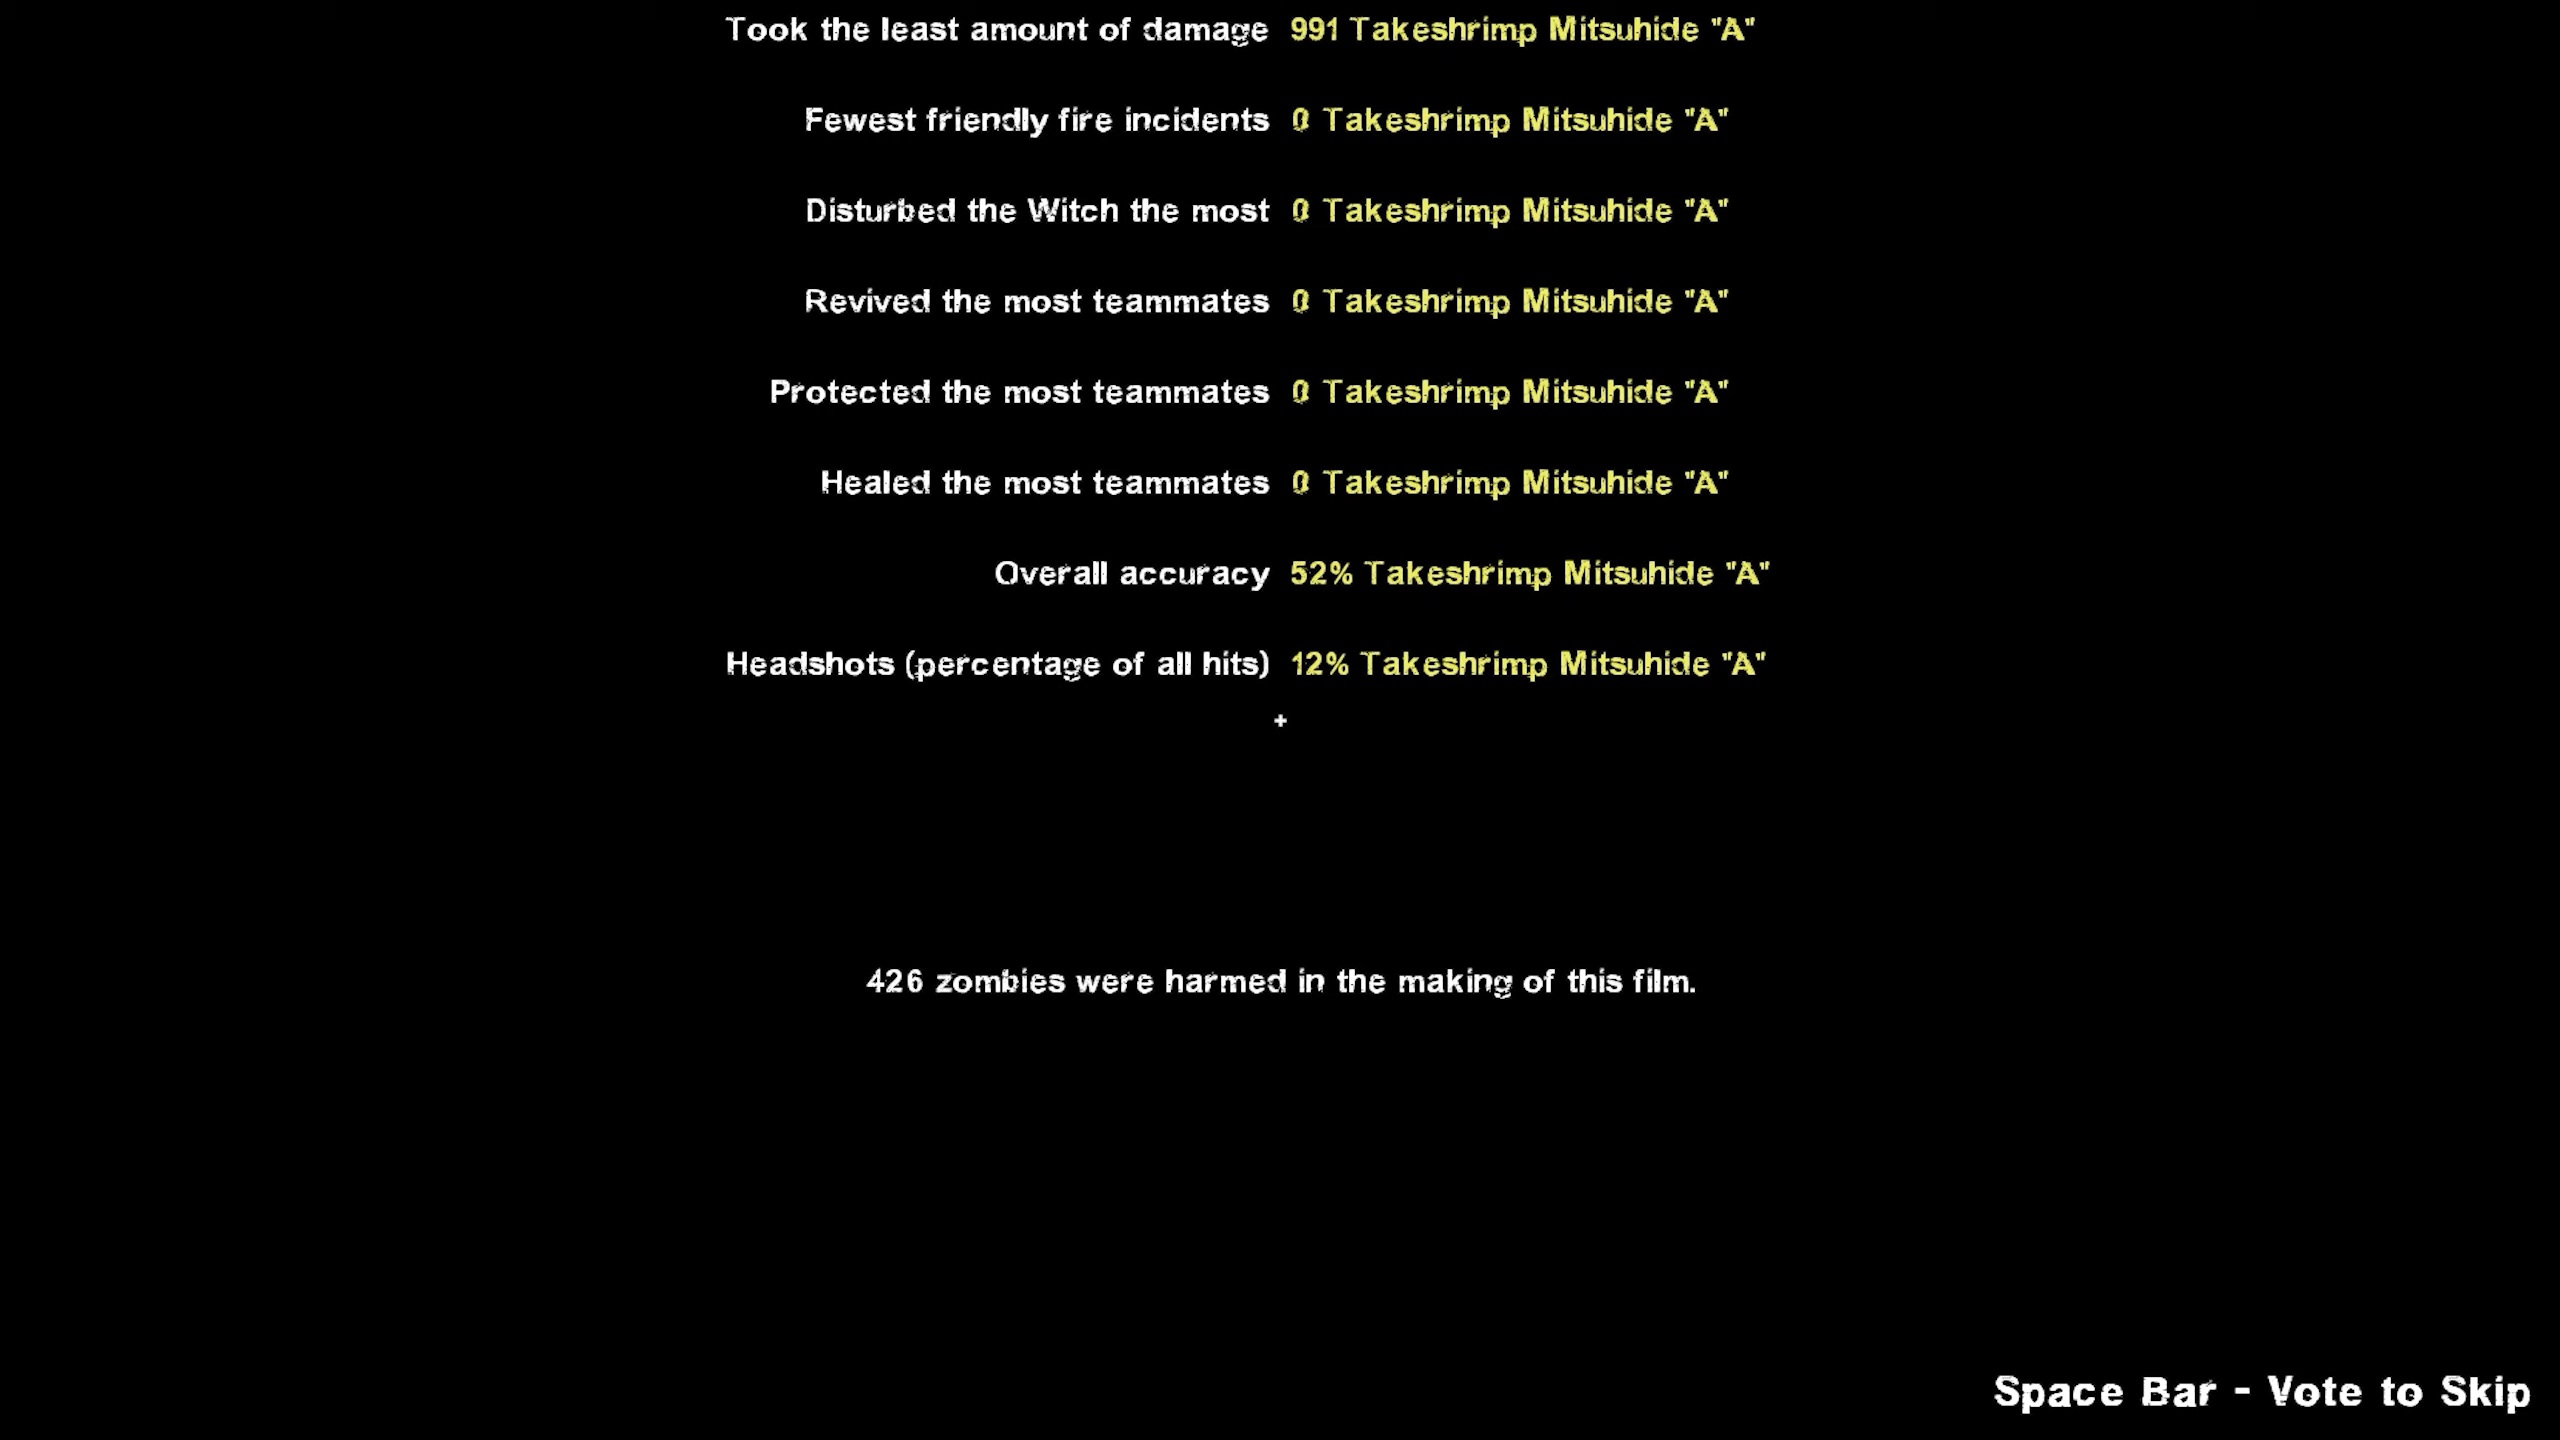 Took the least amount of damage 991 Takeshrimp Mitsuhide "A"
Fewest friendly fire incidents 0 Takeshrimp Mitsuhide "A"
Disturbed the Witch the most 0 Takeshrimp Mitsuhide "A"
Revived the most teammates 0 Takeshrimp Mitsuhide "A"
Protected the most teammates 0 Takeshrimp Mitsuhide "A"
Healed the most teammates 0 Takeshrimp Mitsuhide "A"
Overall accuracy 52% Takeshrimp Mitsuhide "A"
Headshots (percentage of all hits) 12% Takeshrimp Mitsuhide "A"
426 zombies were harmed in the making of this film.
Space Bar - Vote to Skip